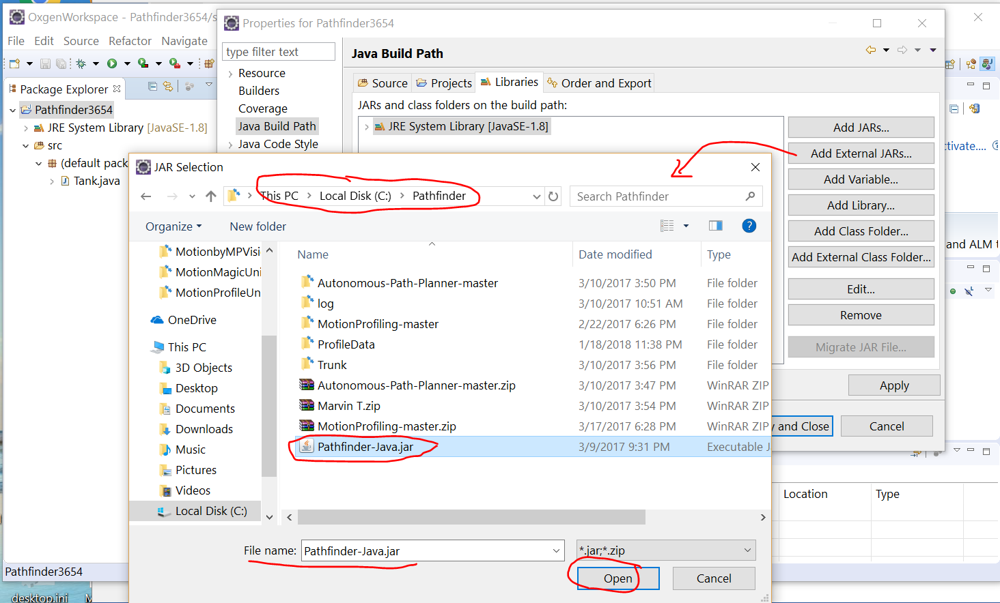 OxgenWorkspace - Pathfinder3654/s
File Edit Source Refactor Navigate
Package Explorer
Pathfinder3654
JRE System Library [JavaSE-1.8]
src
(default pack
Tank.java
Pathfinder3654
desktop.ini
Properties for Pathfinder3654
type filter text
Resource
Builders
Coverage
Java Build Path
Java Code Style
Java Build Path
Source Projects Libraries Order and Export
JARs and class folders on the build path:
JRE System Library [JavaSE-1.8]
Add JARs...
Add External JARs...
Add Variable...
Add Library...
Add Class Folder...
Add External Class Folder...
Edit...
Remove
Migrate JAR File...
Apply
y and Close Cancel
ctivate....
and ALM t
Location Type
JAR Selection
This PC > Local Disk (C:) > Pathfinder
Search Pathfinder
Organize New folder
MotionbyMPVisi
MotionMagicUni
MotionProfileUn
OneDrive
This PC
3D Objects
Desktop
Documents
Downloads
Music
Pictures
Videos
Local Disk (C:)
Name Date modified Type
Autonomous-Path-Planner-master 3/10/2017 3:50 PM File folder
log 3/10/2017 10:51 AM File folder
MotionProfiling-master 2/22/2017 6:26 PM File folder
ProfileData 1/18/2018 11:38 PM File folder
Trunk 3/10/2017 3:56 PM File folder
Autonomous-Path-Planner-master.zip 3/10/2017 3:47 PM WinRAR ZIP
Marvin T.zip 3/10/2017 3:54 PM WinRAR ZIP
MotionProfiling-master.zip 3/17/2017 6:28 PM WinRAR ZIP
Pathfinder-Java.jar 3/9/2017 9:31 PM Executable J
File name: Pathfinder-Java.jar *.jar;*.zip
Open Cancel